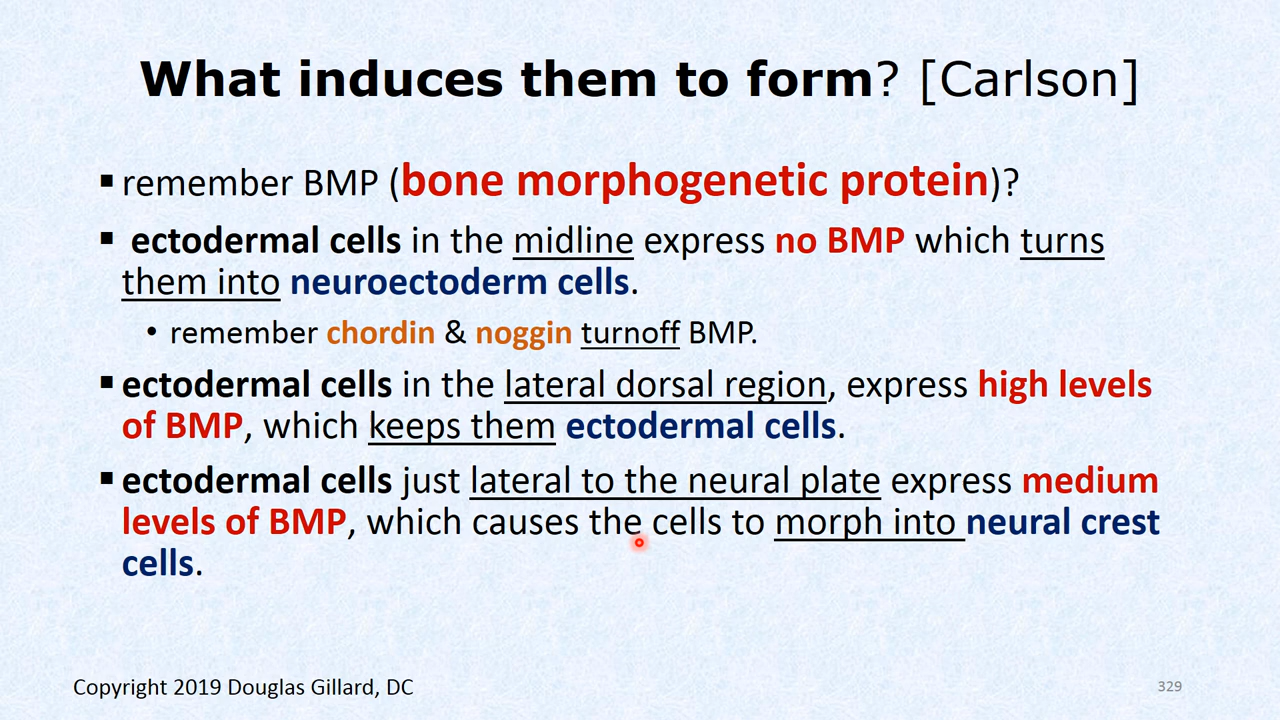 What induces them to form? [Carlson]
▪ remember BMP (bone morphogenetic protein)?
▪ ectodermal cells in the midline express no BMP which turns
them into neuroectoderm cells.
• remember chordin & noggin turnoff BMP.
▪ ectodermal cells in the lateral dorsal region, express high levels
of BMP, which keeps them ectodermal cells.
▪ ectodermal cells just lateral to the neural plate express medium
levels of BMP, which causes the cells to morph into neural crest
cells.
Copyright 2019 Douglas Gillard, DC
329